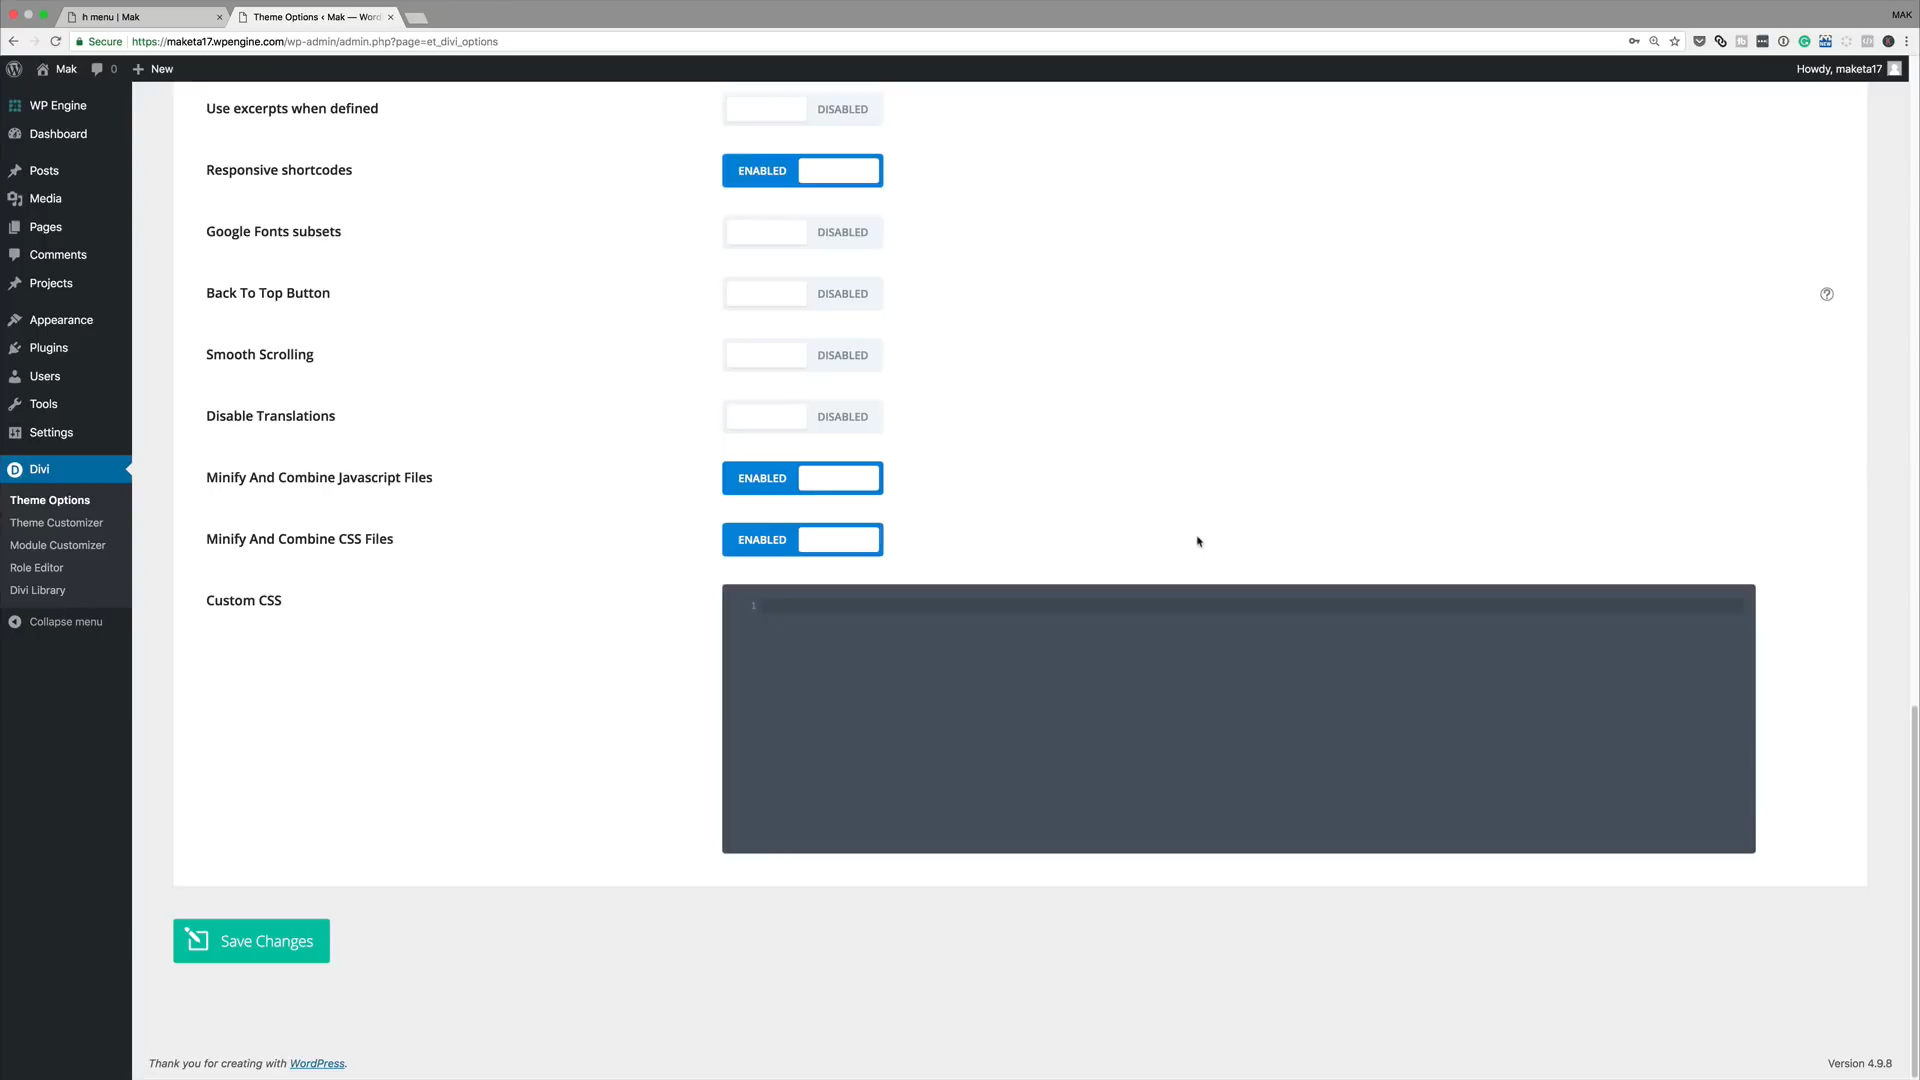 h menu | Mak
Theme Options ‹ Mak — Word
MAK
Secure https://maketa17.wpengine.com/wp-admin/admin.php?page=et_divi_options
Mak 0 New
Howdy, maketa17
WP Engine
Dashboard
Posts
Media
Pages
Comments
Projects
Appearance
Plugins
Users
Tools
Settings
Divi
Theme Options
Theme Customizer
Module Customizer
Role Editor
Divi Library
Collapse menu
Use excerpts when defined DISABLED
Responsive shortcodes ENABLED
Google Fonts subsets DISABLED
Back To Top Button DISABLED
Smooth Scrolling DISABLED
Disable Translations DISABLED
Minify And Combine Javascript Files ENABLED
Minify And Combine CSS Files ENABLED
Custom CSS
1
Save Changes
Thank you for creating with WordPress.
Version 4.9.8